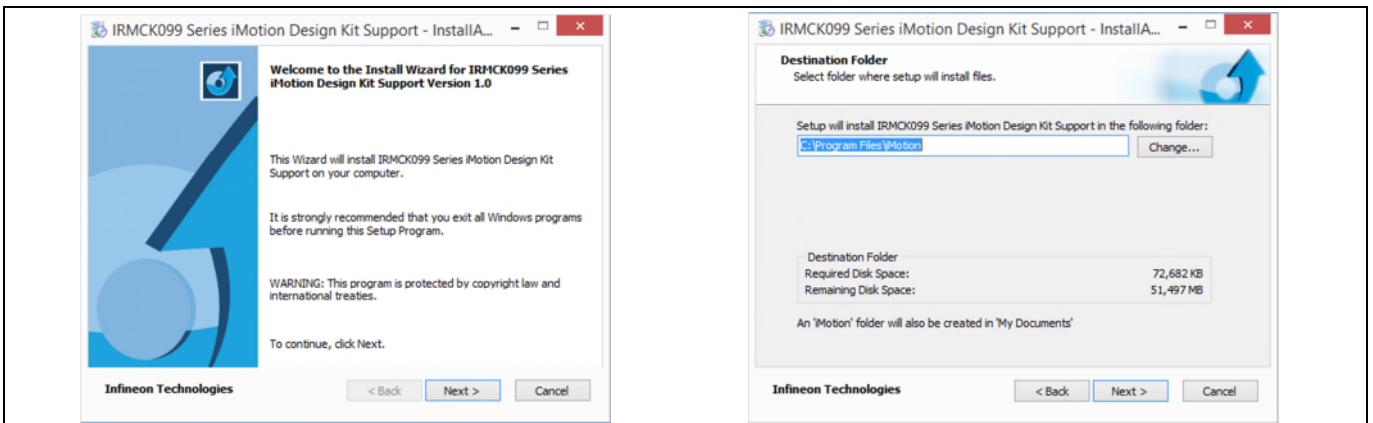 IRMCK099 Series iMotion Design Kit Support - InstallA...
Welcome to the Install Wizard for IRMCK099 Series
iMotion Design Kit Support Version 1.0
This Wizard will install IRMCK099 Series iMotion Design Kit
Support on your computer.
It is strongly recommended that you exit all Windows programs
before running this Setup Program.
WARNING: This program is protected by copyright law and
international treaties.
To continue, click Next.
Infineon Technologies
< Back
Next >
Cancel
IRMCK099 Series iMotion Design Kit Support - InstallA...
Destination Folder
Select folder where setup will install files.
Setup will install IRMCK099 Series iMotion Design Kit Support in the following folder:
C:\Program Files\iMotion
Change...
Destination Folder
Required Disk Space: 72,682 KB
Remaining Disk Space: 51,497 MB
An 'iMotion' folder will also be created in 'My Documents'
Infineon Technologies
< Back
Next >
Cancel